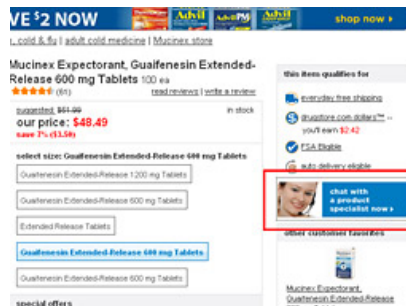 VE $2 NOW
Advil
Advil PM
Advil
shop now
cold & flu | adult cold medicine | Mucinex store
Mucinex Expectorant, Guaifenesin Extended-
Release 600 mg Tablets 100 ea
(61)
read reviews | write a review
suggested: $51.99
in stock
our price: $48.49
save 7% ($3.50)
select size: Guaifenesin Extended-Release 600 mg Tablets
Guaifenesin Extended-Release 1200 mg Tablets
Guaifenesin Extended-Release 600 mg Tablets
Extended Release Tablets
Guaifenesin Extended-Release 600 mg Tablets
Guaifenesin Extended-Release 600 mg Tablets
special offers
this item qualifies for
everyday free shipping
drugstore.com dollars™ --
you'll earn $2.42
FSA Eligible
auto delivery eligible
chat with
a product
specialist now
other customer favorites
Mucinex Expectorant,
Guaifenesin Extended-Release